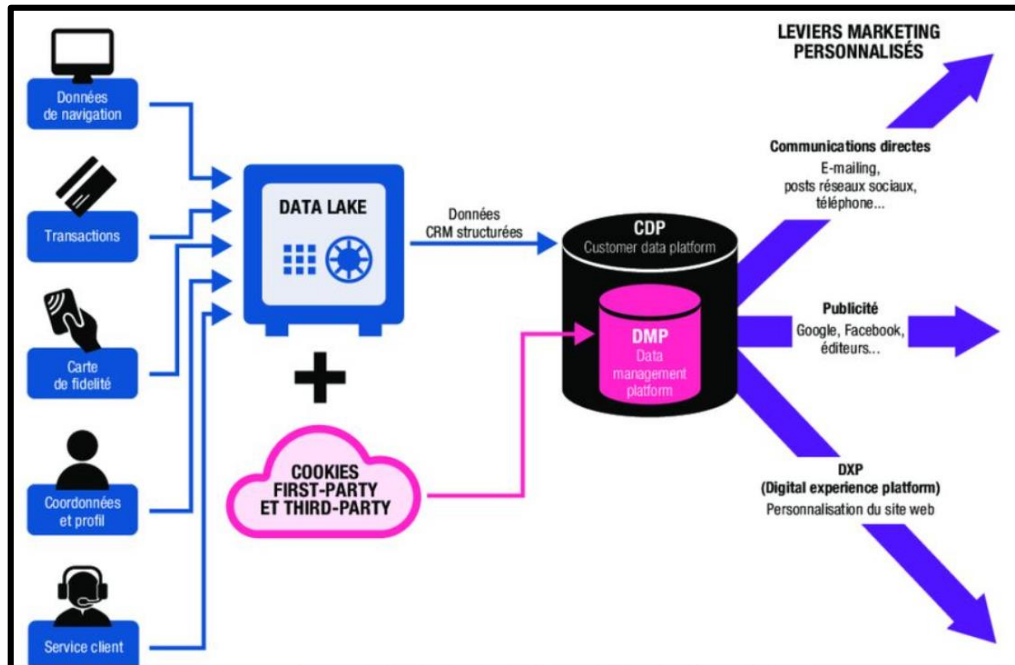 LEVIERS MARKETING
PERSONNALISÉS
Données
de navigation
Transactions
Carte
de fidélité
Coordonnées
et profil
Service client
DATA LAKE
Données
CRM structurées
COOKIES
FIRST-PARTY
ET THIRD-PARTY
CDP
Customer data platform
DMP
Data
management
platform
Communications directes
E-mailing,
posts réseaux sociaux,
téléphone...
Publicité
Google, Facebook,
éditeurs...
DXP
(Digital experience platform)
Personnalisation du site web